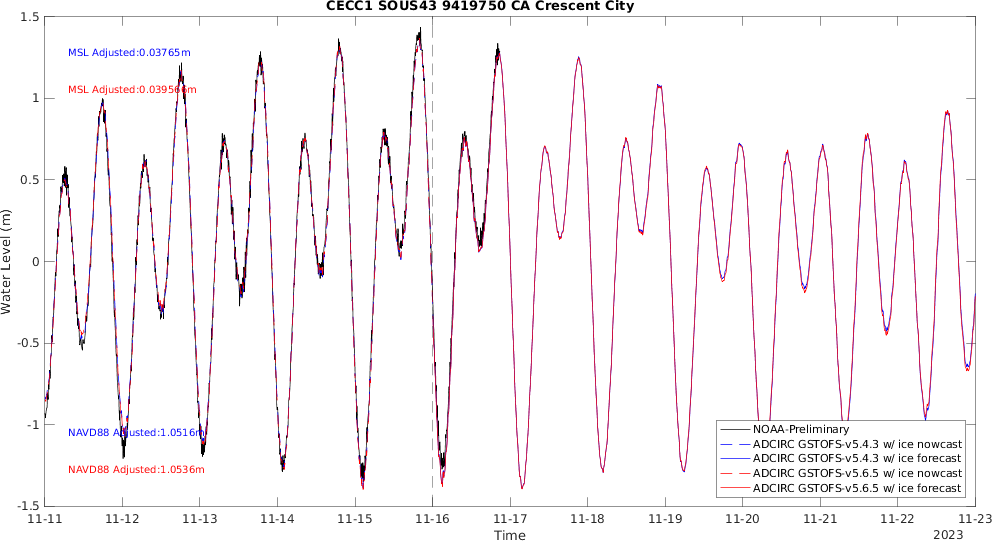 CECC1 SOUS43 9419750 CA Crescent City
1.5
1
0.5
0
-0.5
-1
-1.5
Water Level (m)
MSL Adjusted:0.03765m
MSL Adjusted:0.039566m
NAVD88 Adjusted:1.0516m
NAVD88 Adjusted:1.0536m
NOAA-Preliminary
ADCIRC GSTOFS-v5.4.3 w/ ice nowcast
ADCIRC GSTOFS-v5.4.3 w/ ice forecast
ADCIRC GSTOFS-v5.6.5 w/ ice nowcast
ADCIRC GSTOFS-v5.6.5 w/ ice forecast
11-11 11-12 11-13 11-14 11-15 11-16 11-17 11-18 11-19 11-20 11-21 11-22 11-23
Time
2023